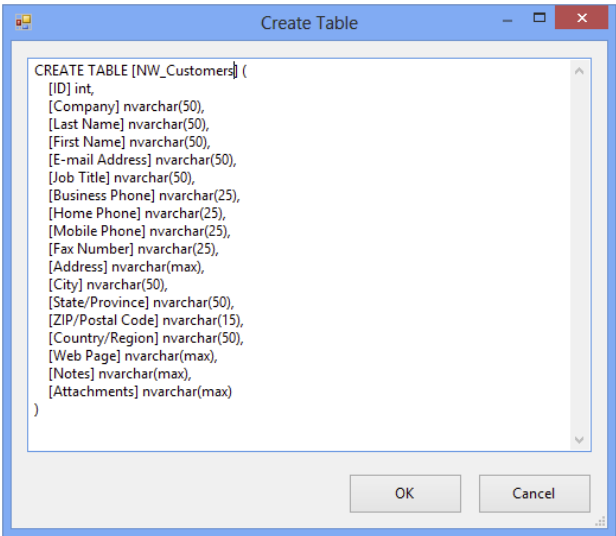 Create Table
CREATE TABLE [NW_Customers] (
[ID] int,
[Company] nvarchar(50),
[Last Name] nvarchar(50),
[First Name] nvarchar(50),
[E-mail Address] nvarchar(50),
[Job Title] nvarchar(50),
[Business Phone] nvarchar(25),
[Home Phone] nvarchar(25),
[Mobile Phone] nvarchar(25),
[Fax Number] nvarchar(25),
[Address] nvarchar(max),
[City] nvarchar(50),
[State/Province] nvarchar(50),
[ZIP/Postal Code] nvarchar(15),
[Country/Region] nvarchar(50),
[Web Page] nvarchar(max),
[Notes] nvarchar(max),
[Attachments] nvarchar(max)
)
OK Cancel